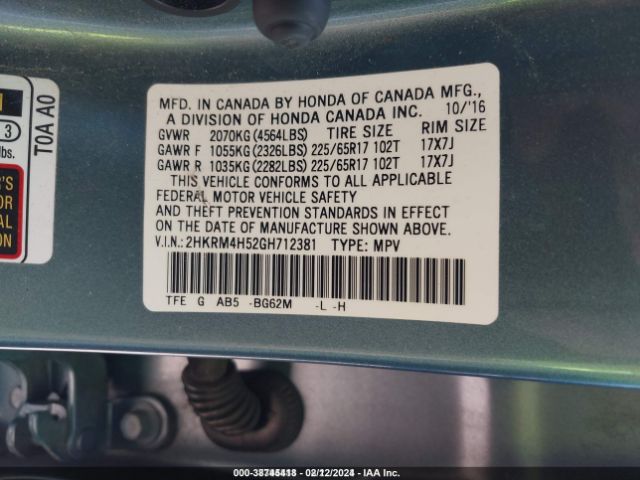 MFD. IN CANADA BY HONDA OF CANADA MFG.,
A DIVISION OF HONDA CANADA INC. 10/'16
GVWR 2070KG(4564LBS) TIRE SIZE RIM SIZE
GAWR F 1055KG(2326LBS) 225/65R17 102T 17X7J
GAWR R 1035KG(2282LBS) 225/65R17 102T 17X7J
THIS VEHICLE CONFORMS TO ALL APPLICABLE
FEDERAL MOTOR VEHICLE SAFETY
AND THEFT PREVENTION STANDARDS IN EFFECT
ON THE DATE OF MANUFACTURE SHOWN ABOVE.
V.I.N.: 2HKRM4H52GH712381 TYPE: MPV
TFE G AB5 -BG62M -L -H
3
lbs.
T0A A0
- IAA Inc.